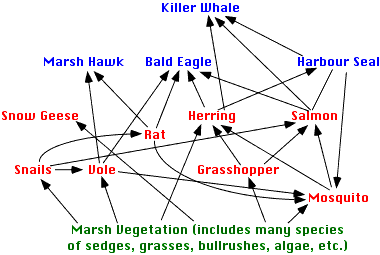 Killer Whale
Marsh Hawk Bald Eagle Harbour Seal
Snow Geese Herring Salmon
Rat
Snails Vole Grasshopper
Mosquito
Marsh Vegetation (includes many species
of sedges, grasses, bullrushes, algae, etc.)